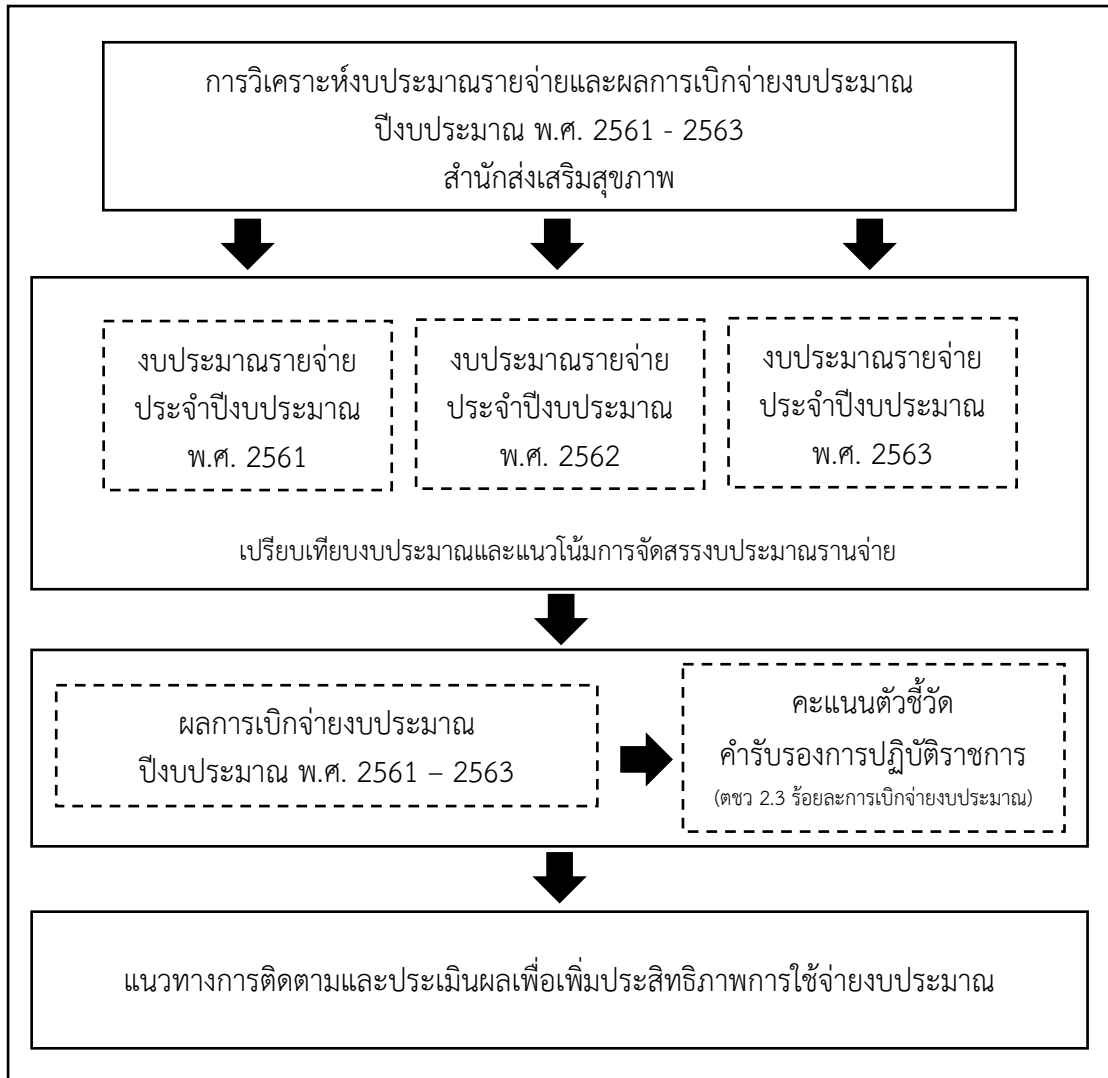 การวิเคราะห์งบประมาณรายจ่ายและผลการเบิกจ่ายงบประมาณ
ปีงบประมาณ พ.ศ. 2561 - 2563
สำนักส่งเสริมสุขภาพ
งบประมาณรายจ่าย
ประจำปีงบประมาณ
พ.ศ. 2561
งบประมาณรายจ่าย
ประจำปีงบประมาณ
พ.ศ. 2562
งบประมาณรายจ่าย
ประจำปีงบประมาณ
พ.ศ. 2563
เปรียบเทียบงบประมาณและแนวโน้มการจัดสรรงบประมาณรานจ่าย
ผลการเบิกจ่ายงบประมาณ
ปีงบประมาณ พ.ศ. 2561 – 2563
คะแนนตัวชี้วัด
คำรับรองการปฏิบัติราชการ
(ตชว 2.3 ร้อยละการเบิกจ่ายงบประมาณ)
แนวทางการติดตามและประเมินผลเพื่อเพิ่มประสิทธิภาพการใช้จ่ายงบประมาณ